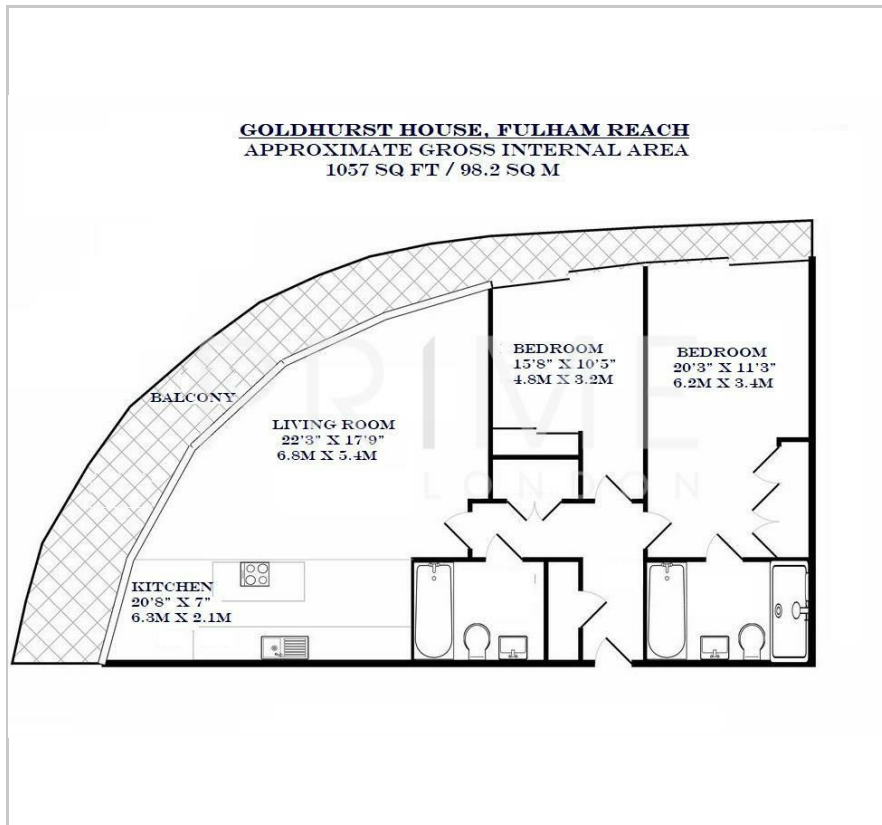 GOLDHURST HOUSE, FULHAM REACH
APPROXIMATE GROSS INTERNAL AREA
1057 SQ FT / 98.2 SQ M
BEDROOM
15'8" X 10'5"
4.8M X 3.2M
BEDROOM
20'3" X 11'3"
6.2M X 3.4M
BALCONY
LIVING ROOM
22'3" X 17'9"
6.8M X 5.4M
PRIME
LONDON
KITCHEN
20'8" X 7"
6.3M X 2.1M